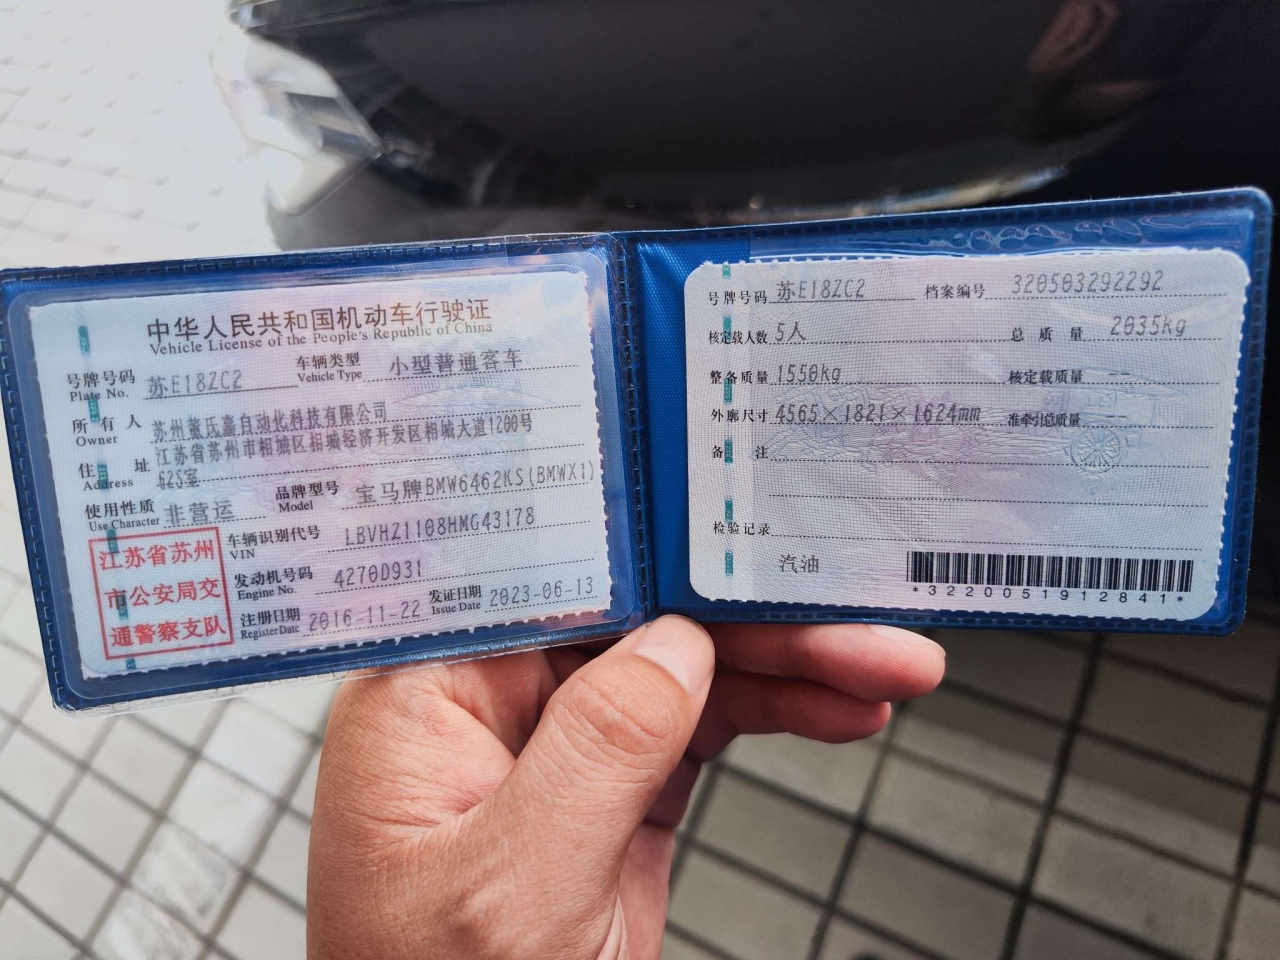 中华人民共和国机动车行驶证
Vehicle License of the People's Republic of China
号牌号码 苏E18ZC2 车辆类型 小型普通客车
Plate No. Vehicle Type
所有人 苏州董氏鑫自动化科技有限公司
Owner
住址 江苏省苏州市相城区相城经济开发区相城大道1200号
Address 625室
使用性质 非营运 品牌型号 宝马牌BMW6462KS(BMWX1)
Use Character Model
江苏省苏州
市公安局交
通警察支队
车辆识别代号 LBVHZ1108HMG43178
VIN
发动机号码 4270D931
Engine No.
注册日期 2016-11-22 发证日期 2023-06-13
Register Date Issue Date
号牌号码 苏E18ZC2 档案编号 320503292292
核定载人数 5人 总质量 2035kg
整备质量 1550kg 核定载质量 --
外廓尺寸 4565×1821×1624mm 准牵引总质量 --
备注
检验记录
汽油
*3220051912841*